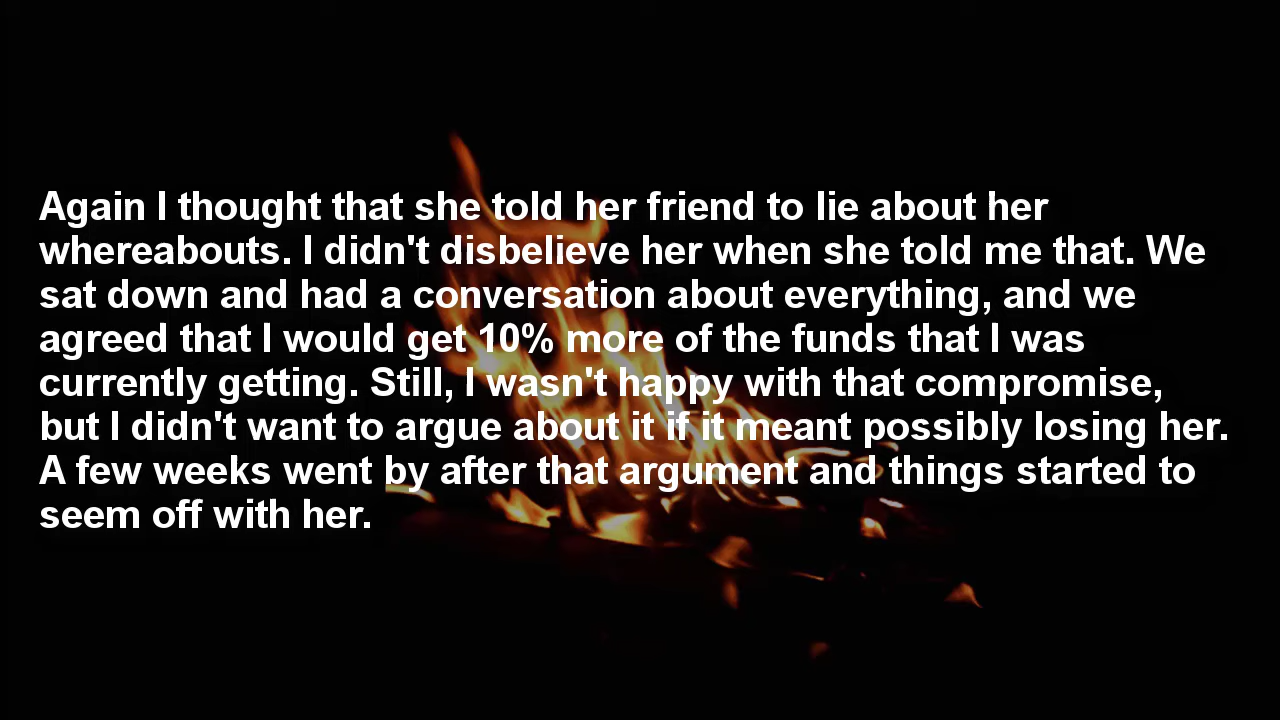 Again I thought that she told her friend to lie about her
whereabouts. I didn't disbelieve her when she told me that. We
sat down and had a conversation about everything, and we
agreed that I would get 10% more of the funds that I was
currently getting. Still, I wasn't happy with that compromise,
but I didn't want to argue about it if it meant possibly losing her.
A few weeks went by after that argument and things started to
seem off with her.